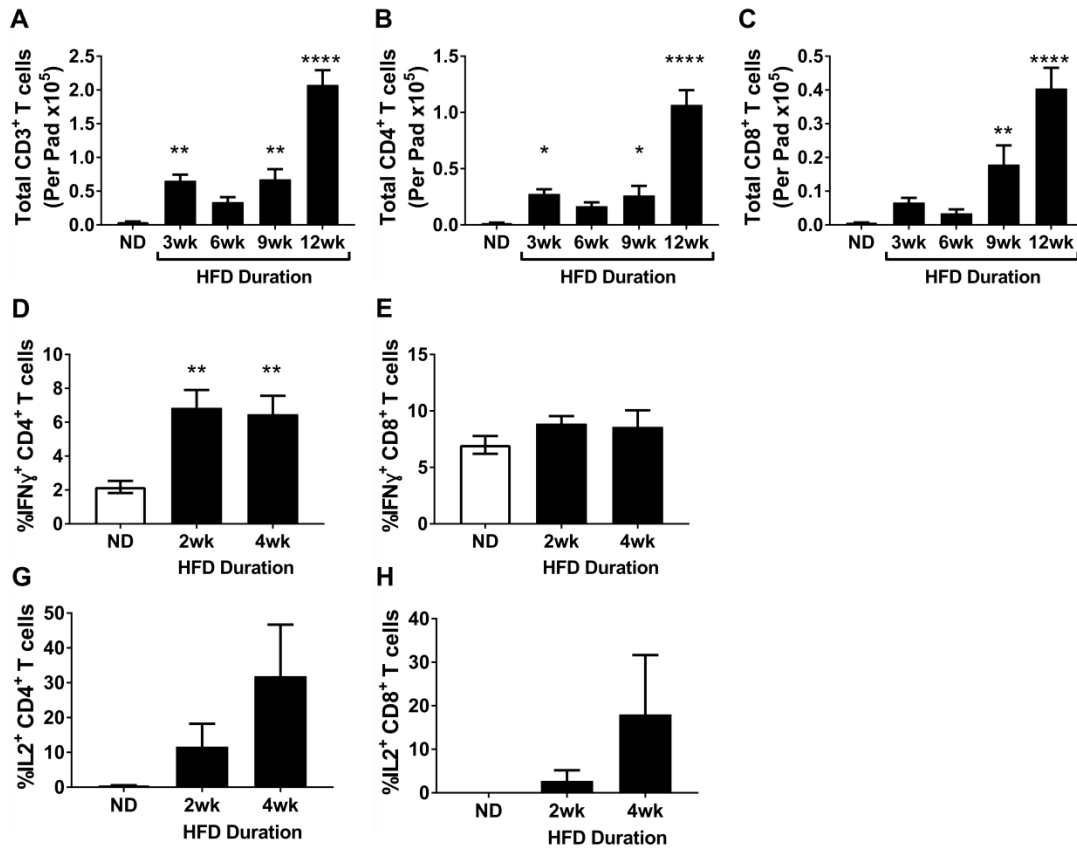 A
Total CD3+ T cells
(Per Pad x10^5)
2.5
2.0
1.5
1.0
0.5
0.0
**
**
****
ND
3wk
6wk
9wk
12wk
HFD Duration
B
Total CD4+ T cells
(Per Pad x10^5)
1.5
1.0
0.5
0.0
*
*
****
ND
3wk
6wk
9wk
12wk
HFD Duration
C
Total CD8+ T cells
(Per Pad x10^5)
0.5
0.4
0.3
0.2
0.1
0.0
**
****
ND
3wk
6wk
9wk
12wk
HFD Duration
D
%IFNγ+ CD4+ T cells
10
8
6
4
2
0
**
**
ND
2wk
4wk
HFD Duration
E
%IFNγ+ CD8+ T cells
15
10
5
0
ND
2wk
4wk
HFD Duration
G
%IL2+ CD4+ T cells
50
40
30
20
10
0
ND
2wk
4wk
HFD Duration
H
%IL2+ CD8+ T cells
40
30
20
10
0
ND
2wk
4wk
HFD Duration